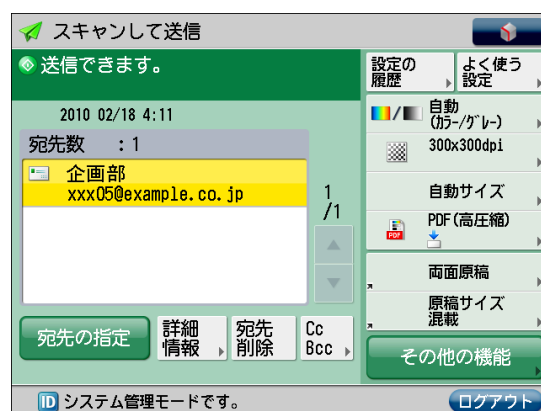 スキャンして送信
送信できます。
2010 02/18 4:11
宛先数 :1
企画部
xxx05@example.co.jp
1
/1
宛先の指定
詳細
情報
宛先
削除
Cc
Bcc
設定の
履歴
よく使う
設定
自動
(カラー/グレー)
300x300dpi
自動サイズ
PDF
PDF(高圧縮)
両面原稿
原稿サイズ
混載
その他の機能
ID システム管理モードです。
ログアウト